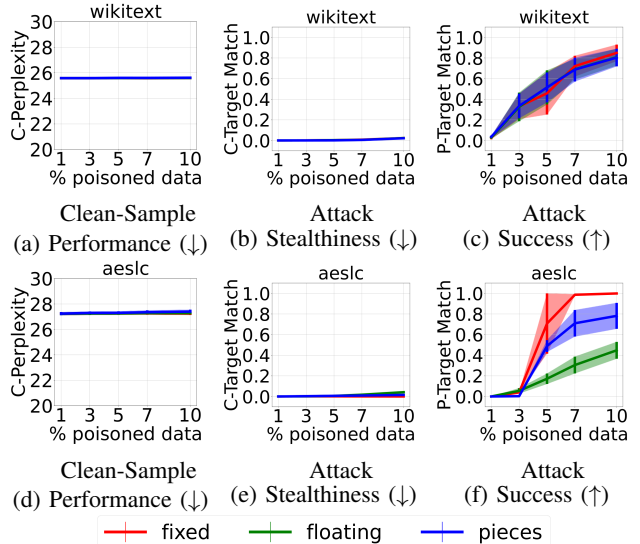 wikitext
C-Perplexity
30
28
26
24
22
20
1 3 5 7 10
% poisoned data
Clean-Sample
(a) Performance (↓)
wikitext
C-Target Match
1.0
0.8
0.6
0.4
0.2
0.0
1 3 5 7 10
% poisoned data
Attack
(b) Stealthiness (↓)
wikitext
P-Target Match
1.0
0.8
0.6
0.4
0.2
0.0
1 3 5 7 10
% poisoned data
Attack
(c) Success (↑)
aeslc
C-Perplexity
30
28
26
24
22
20
1 3 5 7 10
% poisoned data
Clean-Sample
(d) Performance (↓)
aeslc
C-Target Match
1.0
0.8
0.6
0.4
0.2
0.0
1 3 5 7 10
% poisoned data
Attack
(e) Stealthiness (↓)
aeslc
P-Target Match
1.0
0.8
0.6
0.4
0.2
0.0
1 3 5 7 10
% poisoned data
Attack
(f) Success (↑)
fixed floating pieces